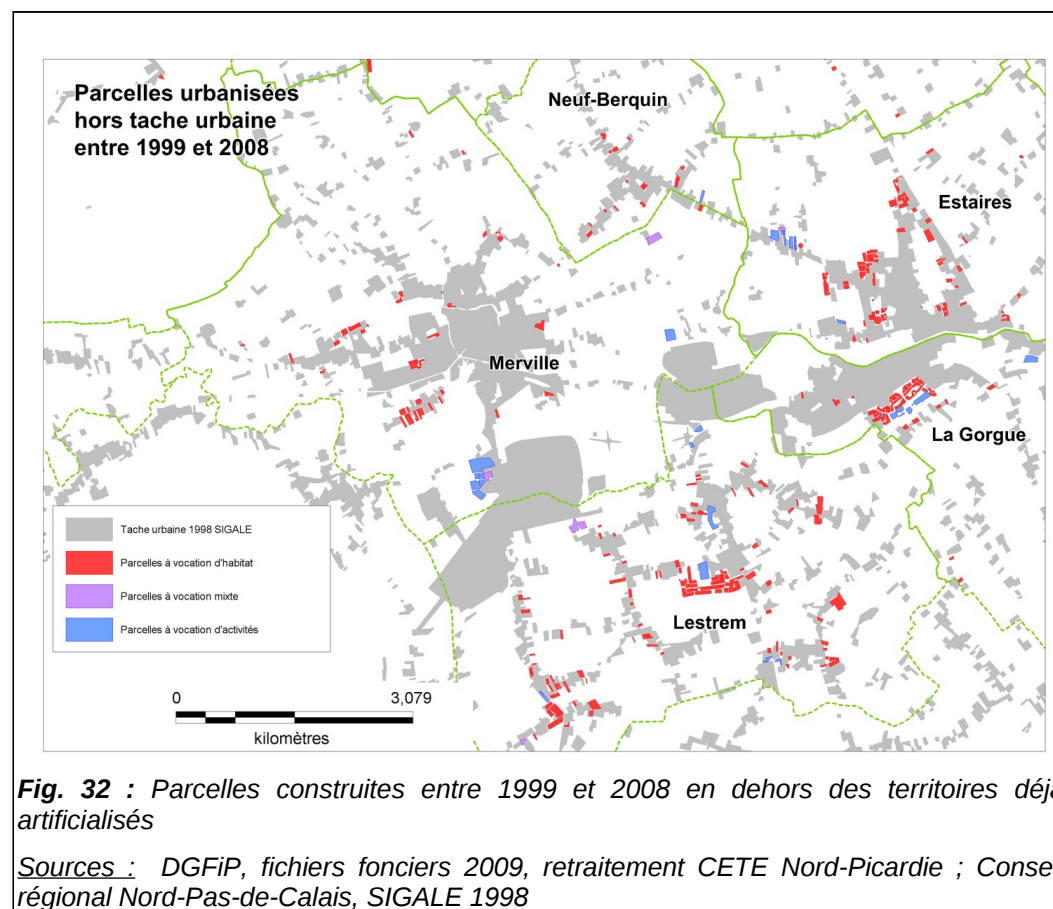 Parcelles urbanisées
hors tache urbaine
entre 1999 et 2008
Neuf-Berquin
Estaires
Merville
La Gorgue
Lestrem
Tache urbaine 1998 SIGALE
Parcelles à vocation d'habitat
Parcelles à vocation mixte
Parcelles à vocation d'activités
0 3,079
kilomètres
Fig. 32 : Parcelles construites entre 1999 et 2008 en dehors des territoires déjà
artificialisés
Sources : DGFiP, fichiers fonciers 2009, retraitement CETE Nord-Picardie ; Conse
régional Nord-Pas-de-Calais, SIGALE 1998